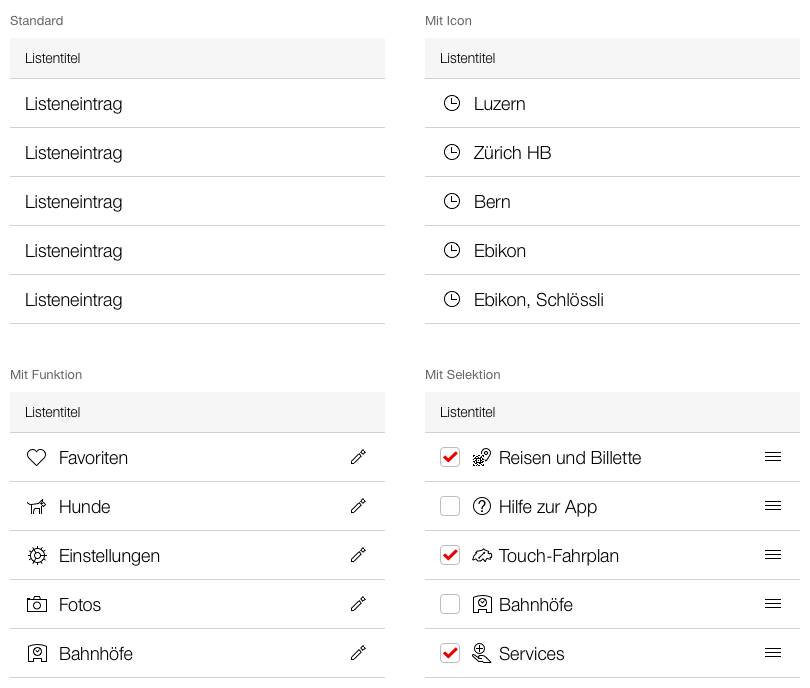 Standard
Listentitel
Listeneintrag
Listeneintrag
Listeneintrag
Listeneintrag
Listeneintrag
Mit Icon
Listentitel
Luzern
Zürich HB
Bern
Ebikon
Ebikon, Schlössli
Mit Funktion
Listentitel
Favoriten
Hunde
Einstellungen
Fotos
Bahnhöfe
Mit Selektion
Listentitel
Reisen und Billette
Hilfe zur App
Touch-Fahrplan
Bahnhöfe
Services